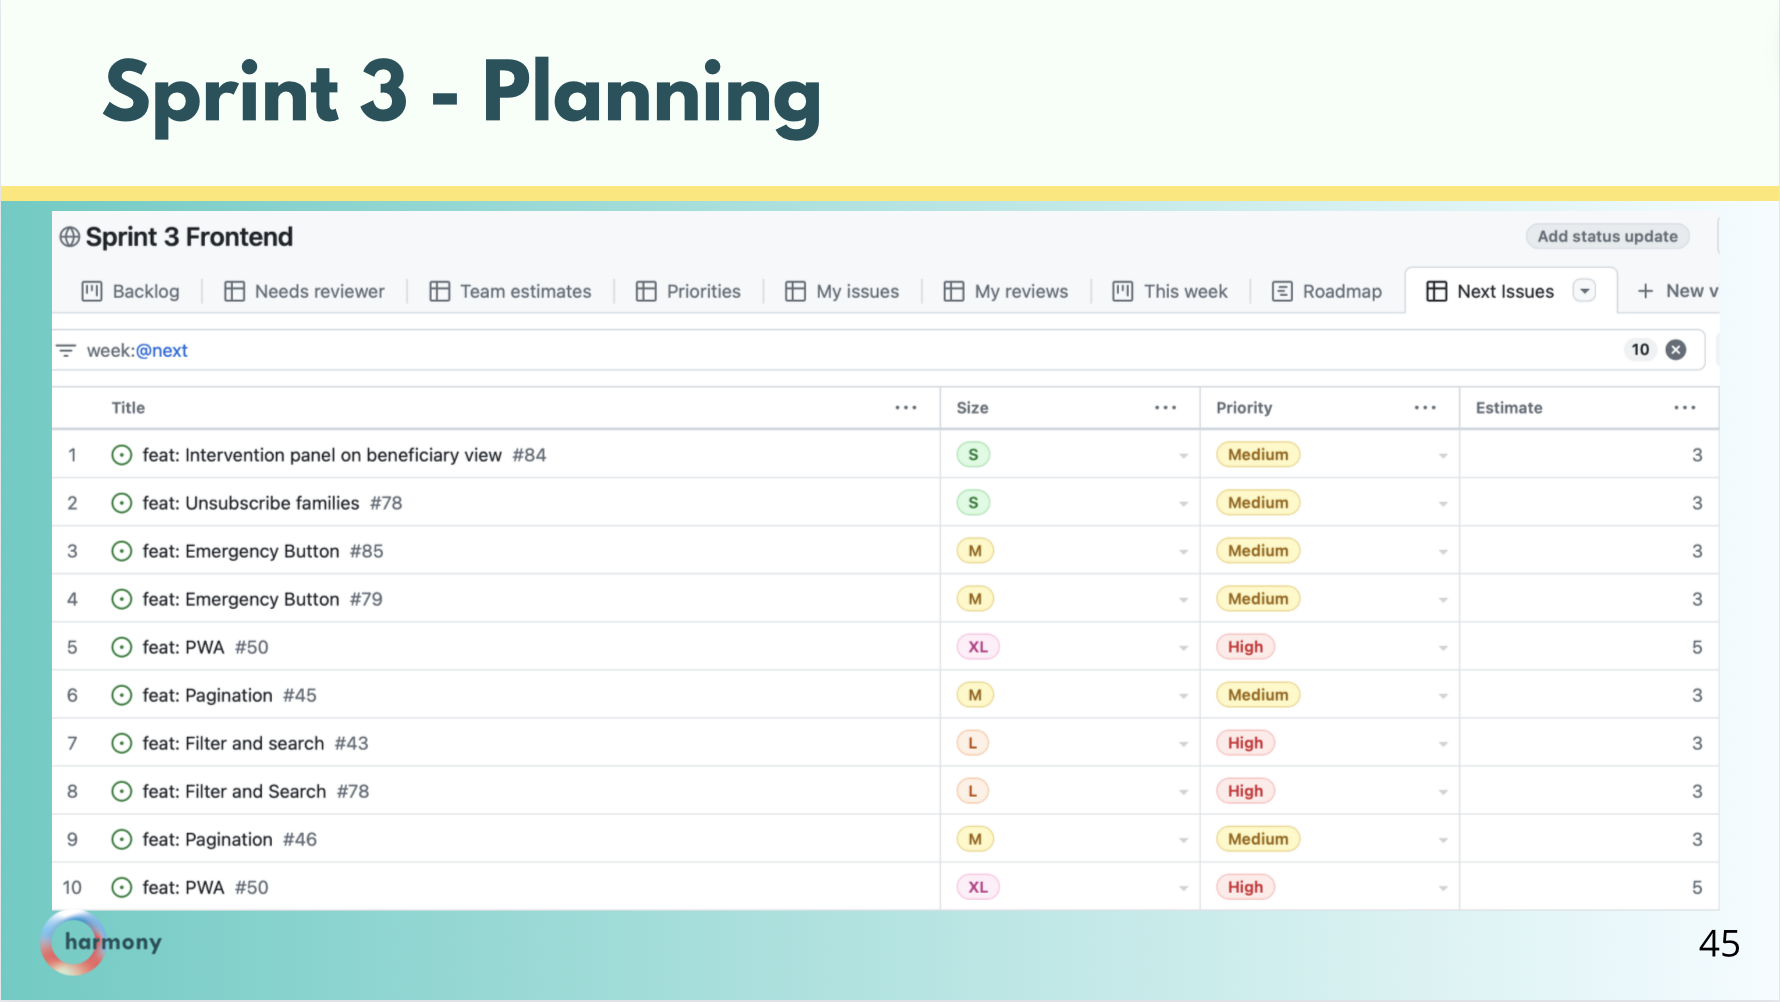 Sprint 3 - Planning
Sprint 3 Frontend
Add status update
Backlog Needs reviewer Team estimates Priorities My issues My reviews This week Roadmap Next Issues + New v
week:@next 10
Title ... Size ... Priority ... Estimate ...
1 feat: Intervention panel on beneficiary view #84 S Medium 3
2 feat: Unsubscribe families #78 S Medium 3
3 feat: Emergency Button #85 M Medium 3
4 feat: Emergency Button #79 M Medium 3
5 feat: PWA #50 XL High 5
6 feat: Pagination #45 M Medium 3
7 feat: Filter and search #43 L High 3
8 feat: Filter and Search #78 L High 3
9 feat: Pagination #46 M Medium 3
10 feat: PWA #50 XL High 5
harmony
45